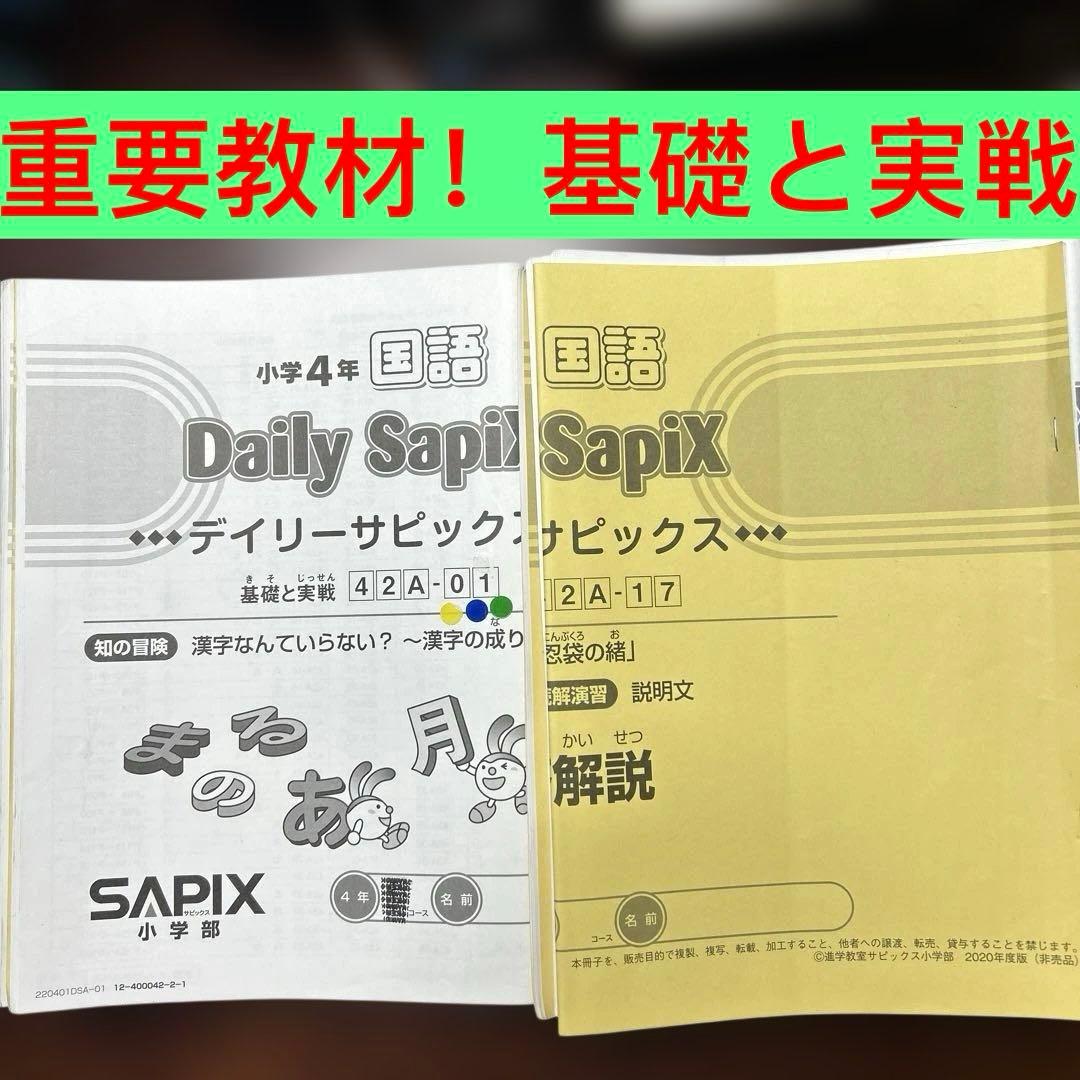 重要教材！基礎と実戦
小学4年 国語
Daily SapiX
デイリーサピックス
きそ じっせん
基礎と実戦 42A-01
な
知の冒険 漢字なんていらない？ ～漢字の成り
まるのあ
月
SAPIX
サピックス
小学部
4年 コース 名前
220401DSA-01 12-400042-2-1
国語
SapiX
サピックス
2A-17
んぶくろ お
忍袋の緒」
読解演習 説明文
かい せつ
解説
コース 名前
本冊子を、販売目的で複製、複写、転載、加工すること、他者への譲渡、転売、貸与することを禁じます。
©進学教室サピックス小学部 2020年度版（非売品）